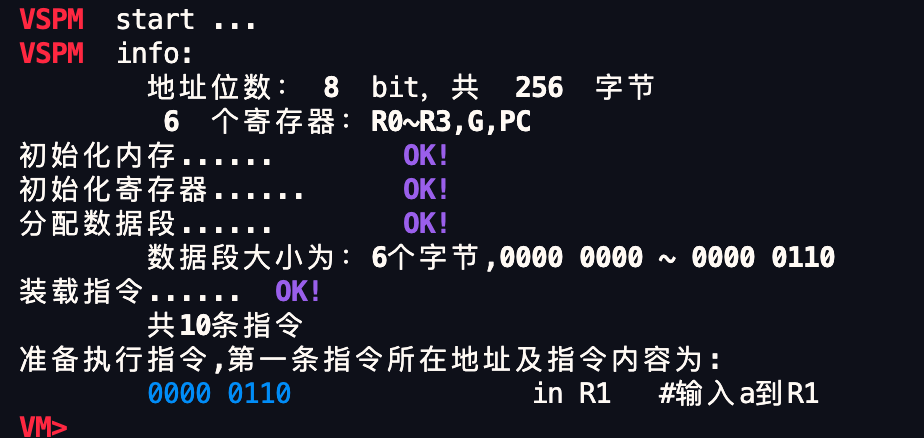 VSPM start ...
VSPM info:
地址位数: 8 bit, 共 256 字节
6 个寄存器: R0~R3,G,PC
初始化内存...... OK!
初始化寄存器...... OK!
分配数据段...... OK!
数据段大小为: 6个字节,0000 0000 ~ 0000 0110
装载指令...... OK!
共10条指令
准备执行指令,第一条指令所在地址及指令内容为:
0000 0110 in R1 #输入a到R1
VM>